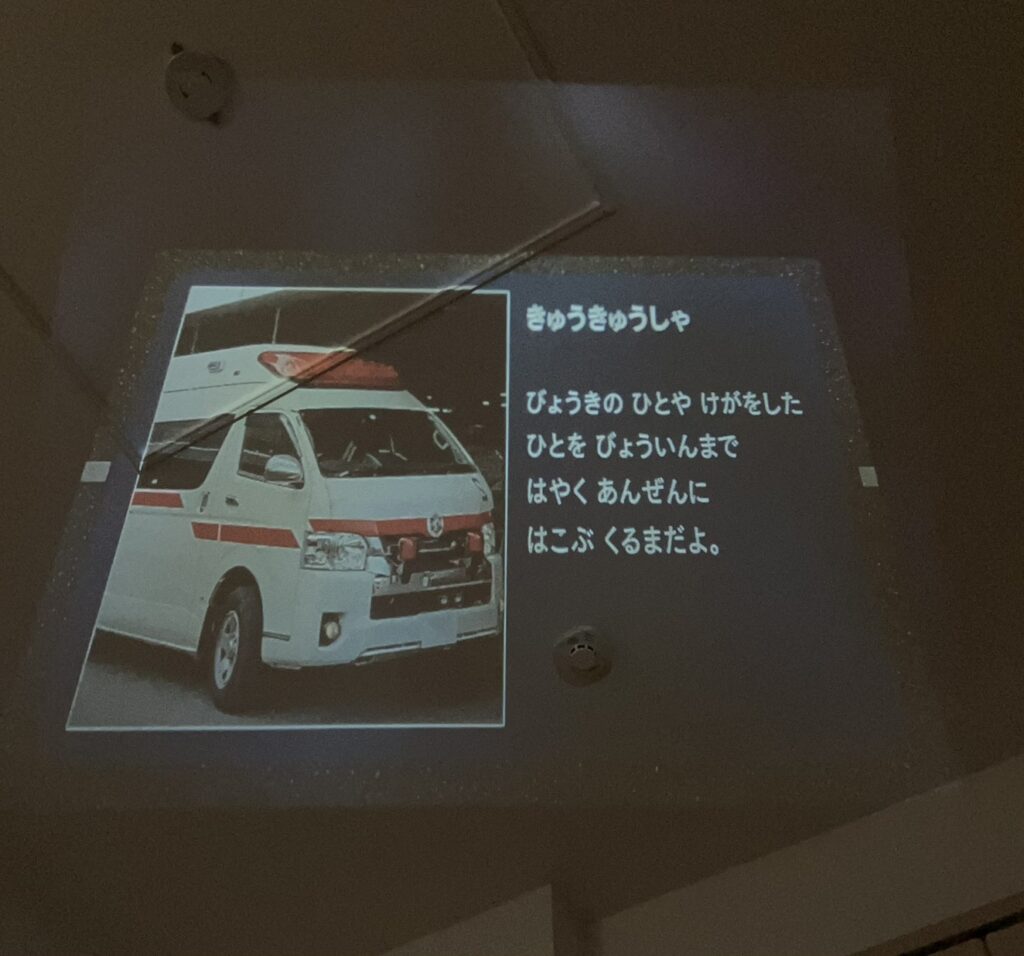 きゅうきゅうしゃ
びょうきの ひとや けがをした
ひとを びょういんまで
はやく あんぜんに
はこぶ くるまだよ。